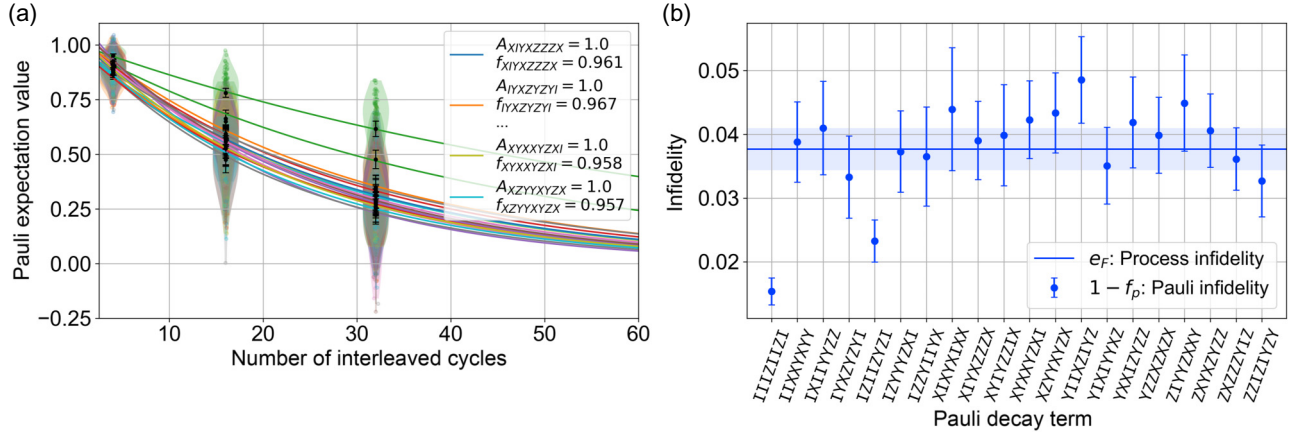 (a)
Pauli expectation value
1.00
0.75
0.50
0.25
0.00
−0.25
10
20
30
40
50
60
Number of interleaved cycles
A_XIYXZZZX = 1.0
f_XIYXZZZX = 0.961
A_IYXZYZYI = 1.0
f_IYXZYZYI = 0.967
...
A_XYXXYZXI = 1.0
f_XYXXYZXI = 0.958
A_XZYYXYZX = 1.0
f_XZYYXYZX = 0.957
(b)
Infidelity
0.05
0.04
0.03
0.02
e_F: Process infidelity
1 − f_p: Pauli infidelity
IIIZIIZI
IIXXYXYY
IXIIYYZZ
IYXZYZYI
IZIIZYZI
IZYYYZXI
IZZYIIYX
XIXYXIXX
XIYXZZZX
XYIYZZIX
XYXXYZXI
XZYYXYZX
YIIXZIYZ
YIXIYYXZ
YXXIZYZZ
YZZXZXZX
ZIYYZXXY
ZXYXZYZZ
ZXZZZYIZ
ZZIZIYZY
Pauli decay term